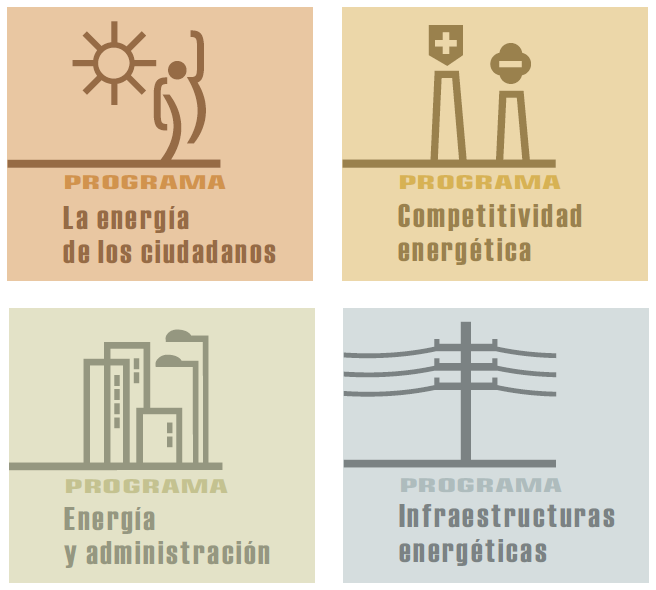 PROGRAMA
La energía
de los ciudadanos
PROGRAMA
Competitividad
energética
PROGRAMA
Energía
y administración
PROGRAMA
Infraestructuras
energéticas